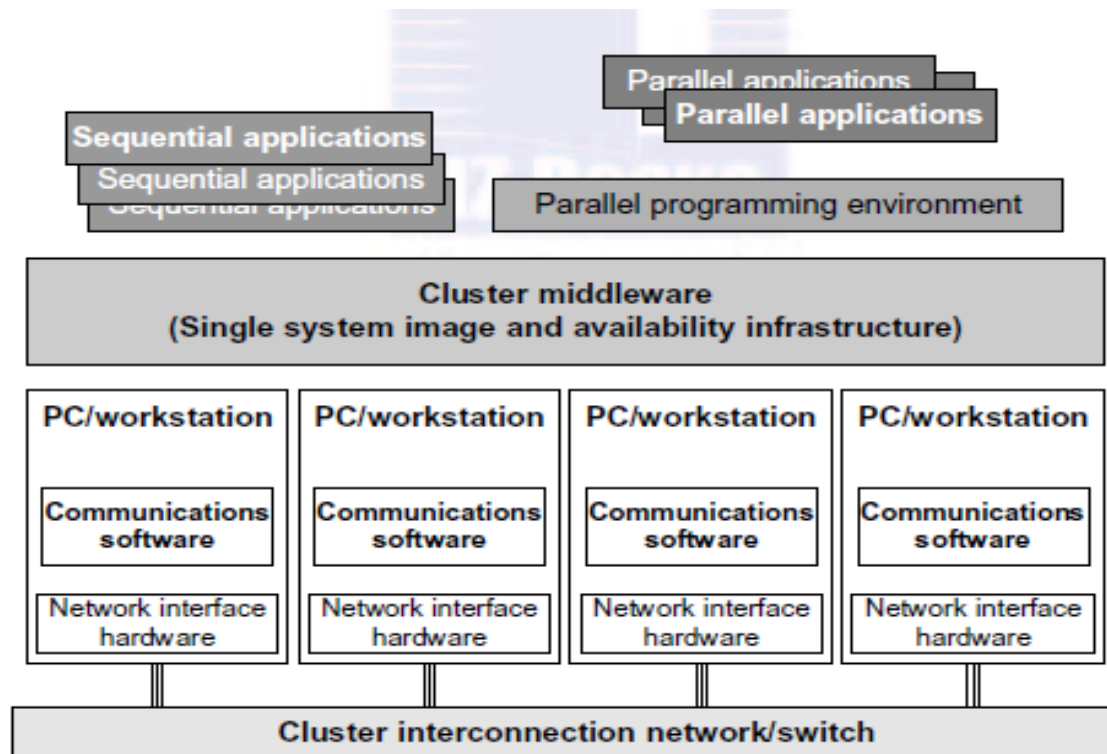 Parallel applications
Parallel applications
Sequential applications
Sequential applications
Sequential applications
Parallel programming environment
Cluster middleware
(Single system image and availability infrastructure)
PC/workstation
Communications
software
Network interface
hardware
PC/workstation
Communications
software
Network interface
hardware
PC/workstation
Communications
software
Network interface
hardware
PC/workstation
Communications
software
Network interface
hardware
Cluster interconnection network/switch